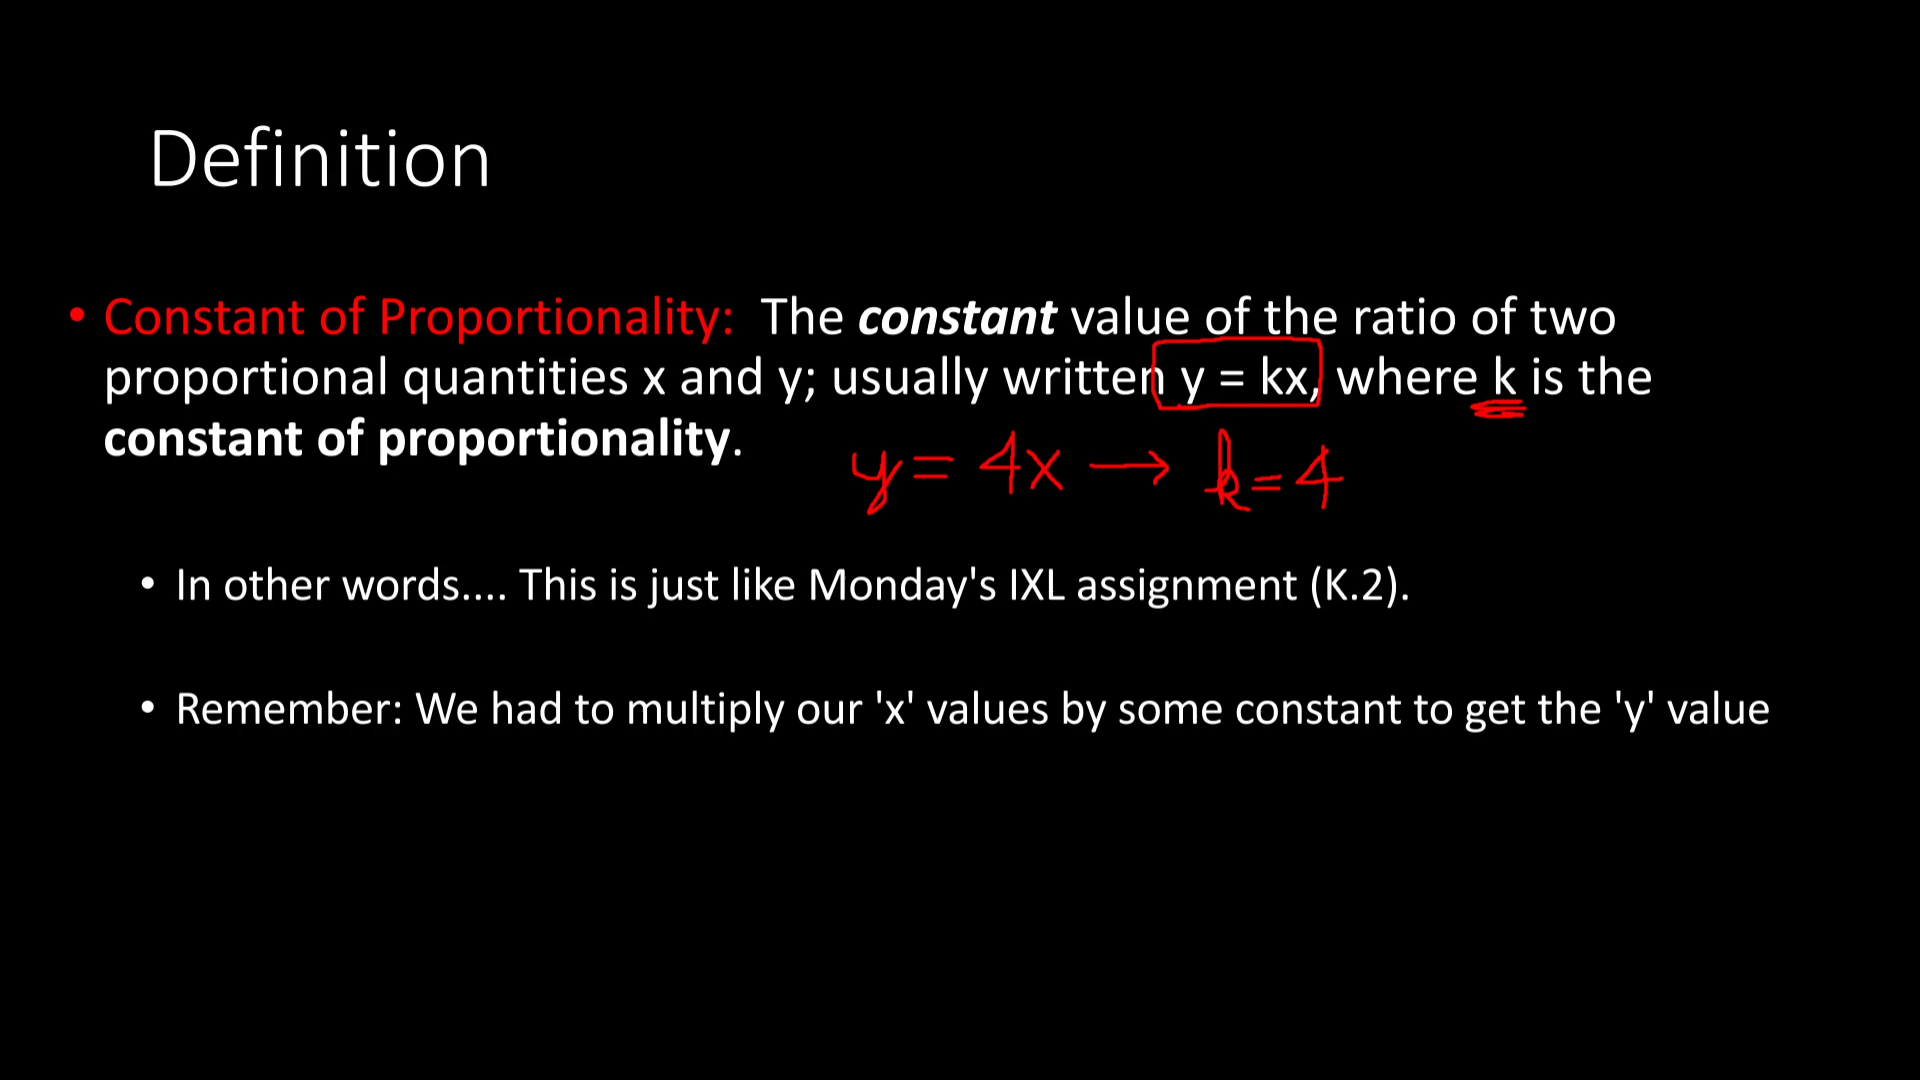 Definition
• Constant of Proportionality: The constant value of the ratio of two
proportional quantities x and y; usually written y = kx, where k is the
constant of proportionality.
y = 4x → k = 4
• In other words.... This is just like Monday's IXL assignment (K.2).
• Remember: We had to multiply our 'x' values by some constant to get the 'y' value